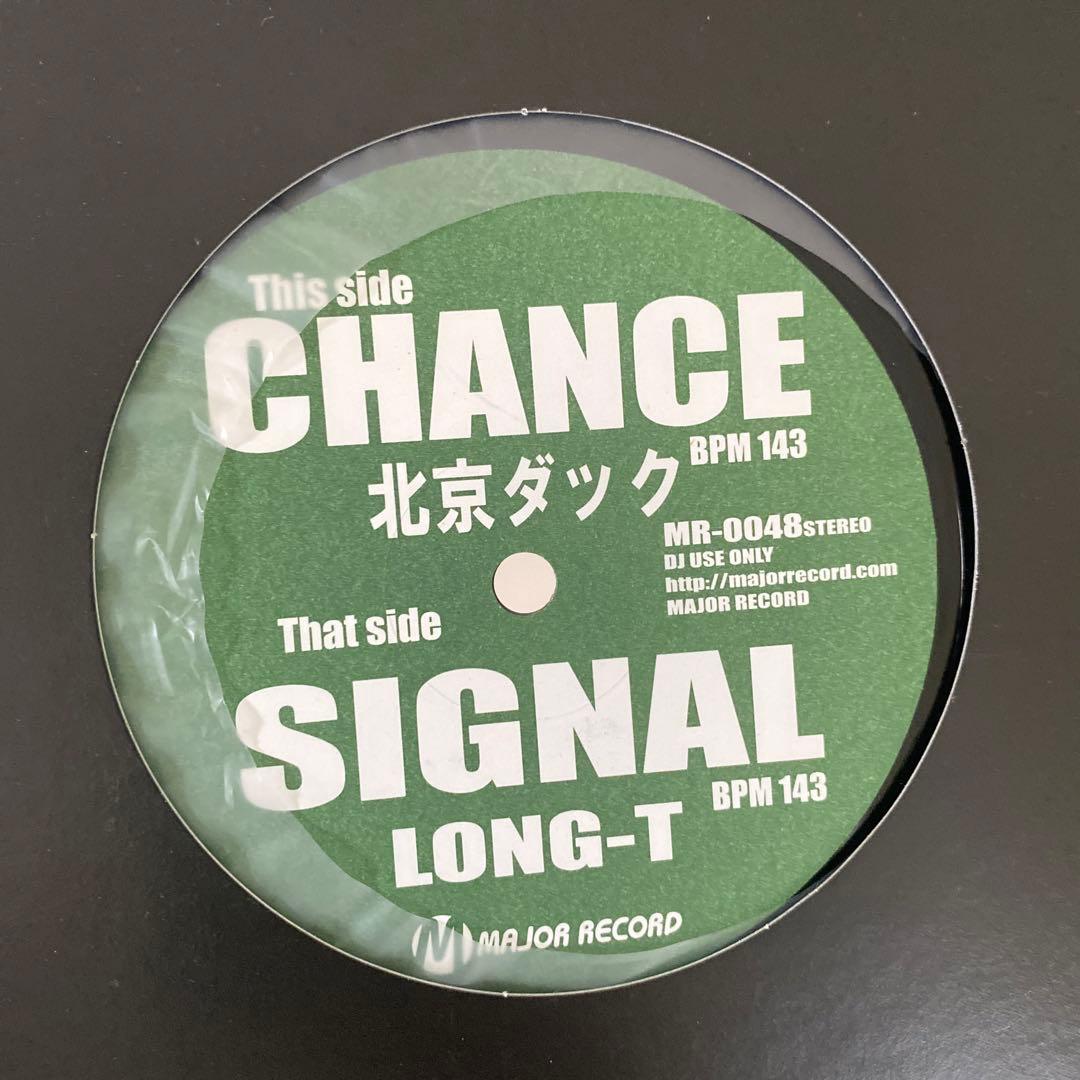 This side
CHANCE
BPM 143
北京ダック
MR-0048STEREO
DJ USE ONLY
http://majorrecord.com
MAJOR RECORD
That side
SIGNAL
BPM 143
LONG-T
M MAJOR RECORD